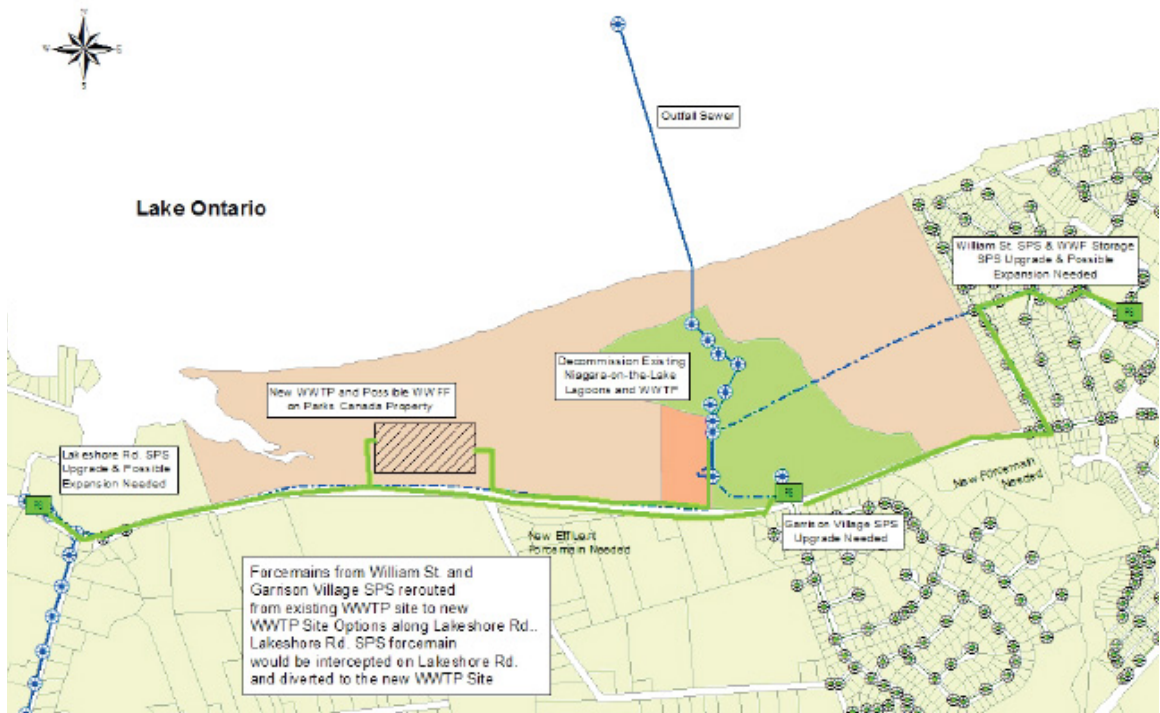 N
W
E
S
Outfall Sewer
Lake Ontario
William St. SPS & WWF Storage
SPS Upgrade & Possible
Expansion Needed
Decommission Existing
Niagara-on-the-Lake
Lagoons and WWTP
New WWTP and Possible WWFF
on Parks Canada Property
Lakeshore Rd. SPS
Upgrade & Possible
Expansion Needed
New Forcemain
Needed
Garrison Village SPS
Upgrade Needed
New Effluent
Forcemain Needed
Forcemains from William St. and
Garrison Village SPS rerouted
from existing WWTP site to new
WWTP Site Options along Lakeshore Rd..
Lakeshore Rd. SPS forcemain
would be intercepted on Lakeshore Rd.
and diverted to the new WWTP Site